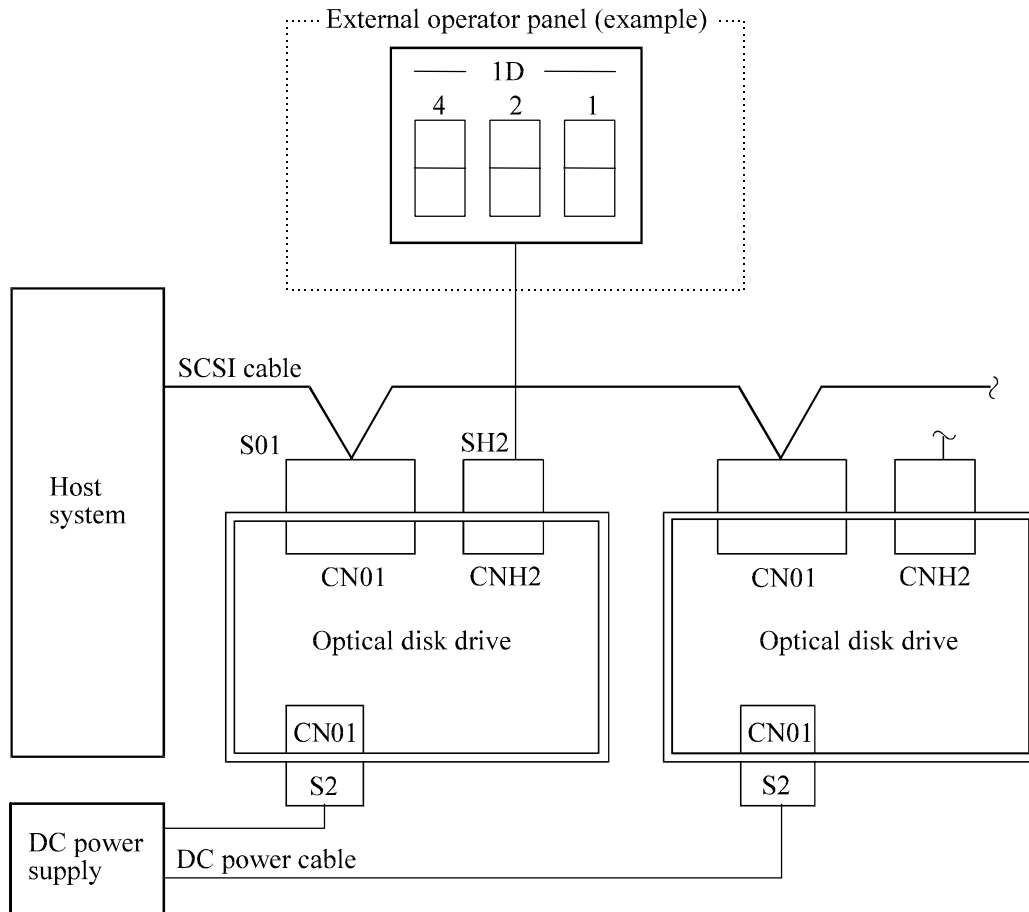 External operator panel (example)
1D
4 2 1
SCSI cable
S01
SH2
Host
system
CN01
CNH2
CN01
CNH2
Optical disk drive
Optical disk drive
CN01
CN01
S2
S2
DC power
supply
DC power cable